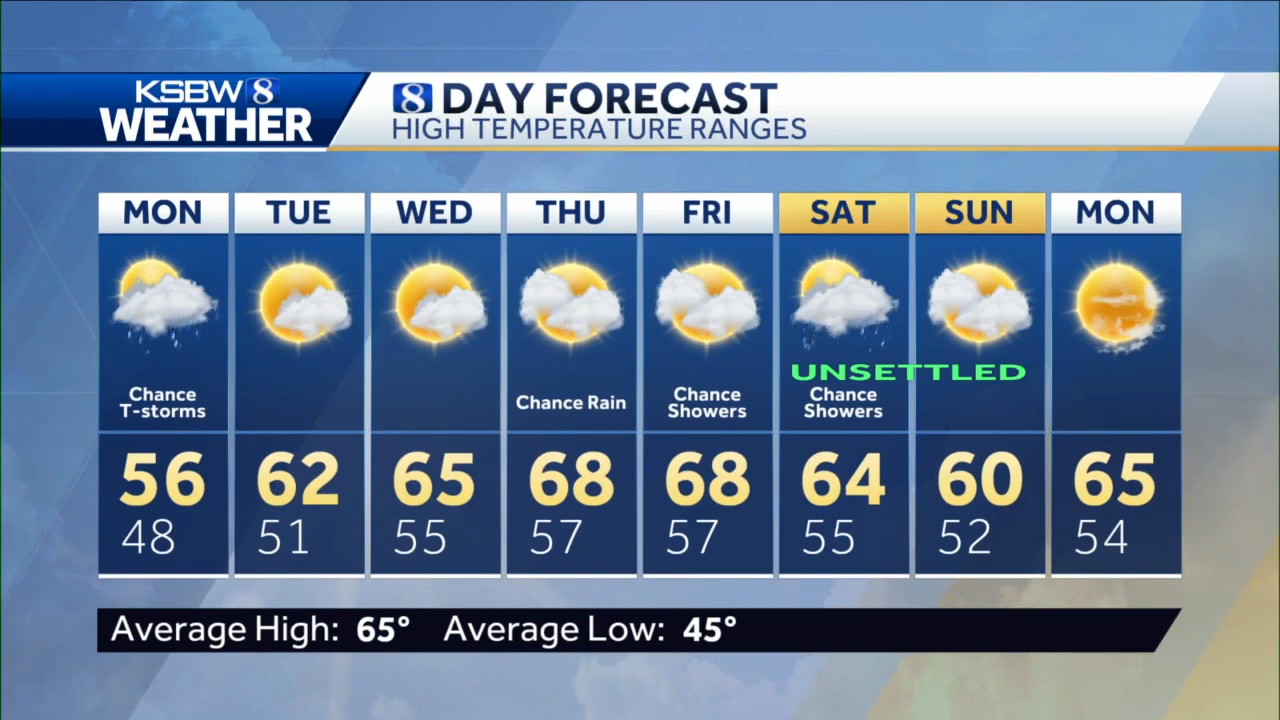 KSBW 8
WEATHER
8 DAY FORECAST
HIGH TEMPERATURE RANGES
MON TUE WED THU FRI SAT SUN MON
UNSETTLED
Chance
T-storms
Chance Rain
Chance
Showers
Chance
Showers
56 62 65 68 68 64 60 65
48 51 55 57 57 55 52 54
Average High: 65° Average Low: 45°